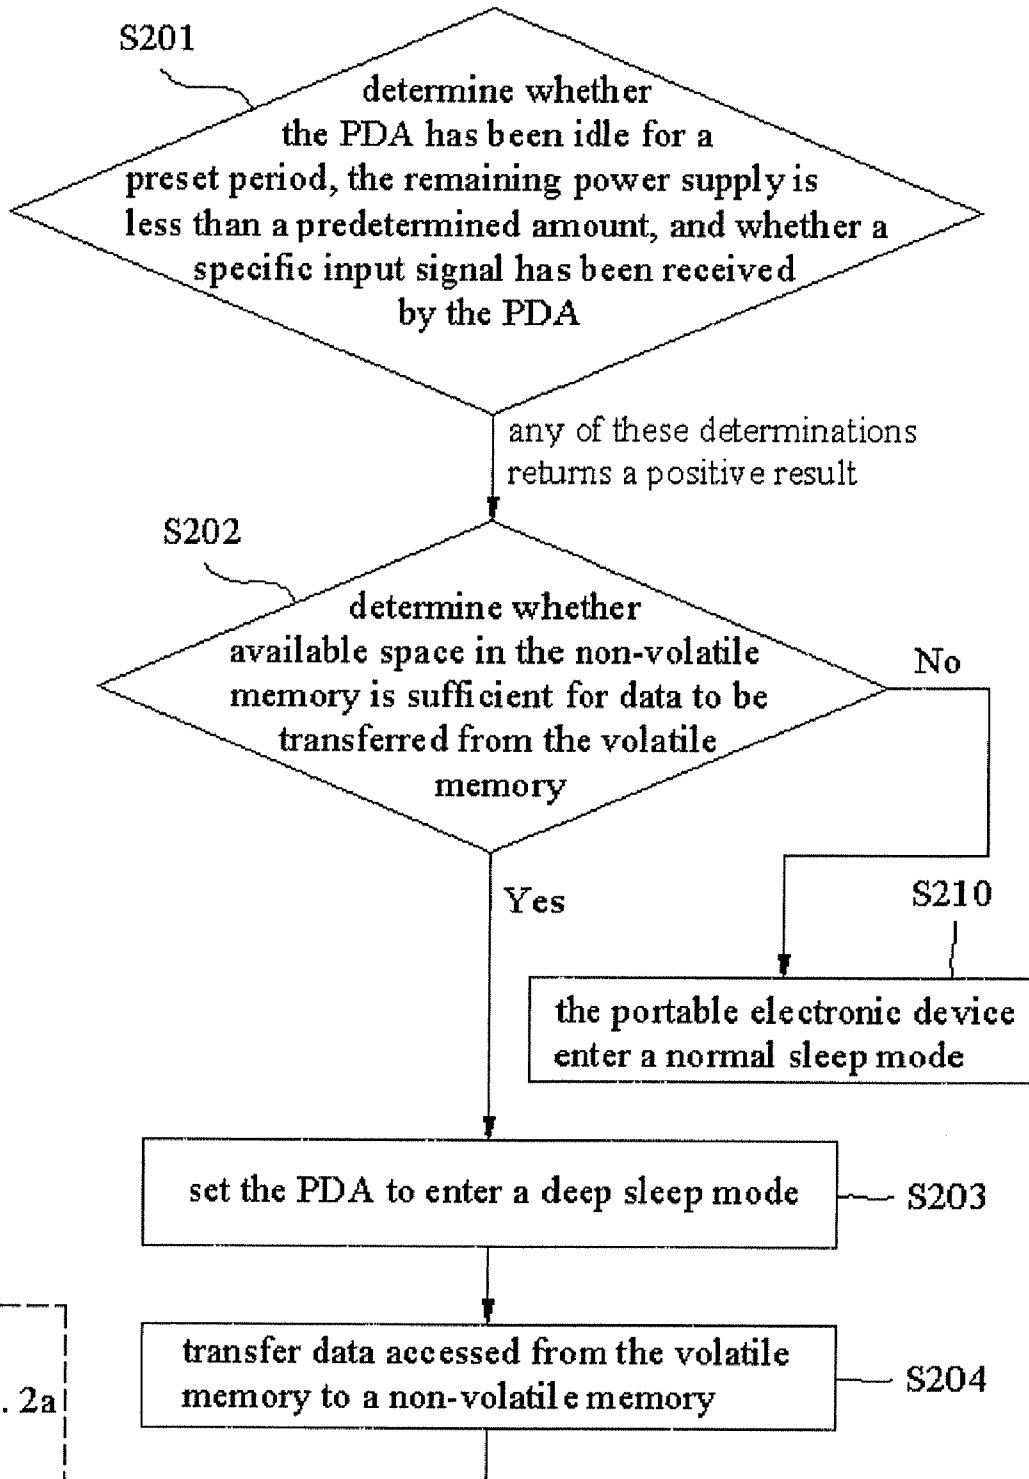 S201
determine whether
the PDA has been idle for a
preset period, the remaining power supply is
less than a predetermined amount, and whether a
specific input signal has been received
by the PDA
any of these determinations
returns a positive result
S202
determine whether
available space in the non-volatile
memory is sufficient for data to be
transferred from the volatile
memory
No
Yes
S210
the portable electronic device
enter a normal sleep mode
set the PDA to enter a deep sleep mode
S203
transfer data accessed from the volatile
memory to a non-volatile memory
S204
. 2a